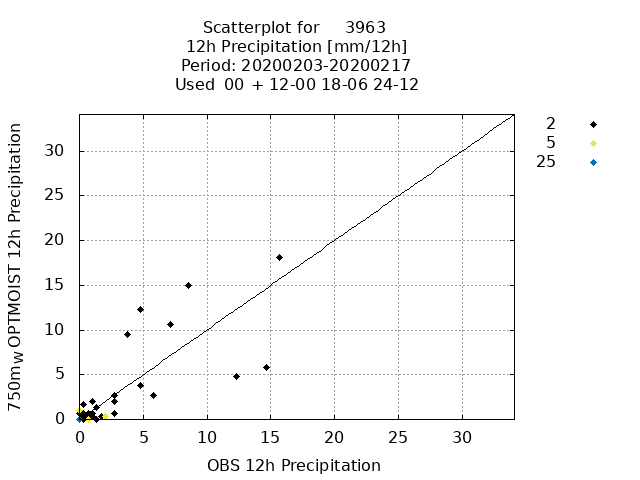 Scatterplot for 3963
12h Precipitation [mm/12h]
Period: 20200203-20200217
Used 00 + 12-00 18-06 24-12
2
5
25
750m_W OPTMOIST 12h Precipitation
30
25
20
15
10
5
0
0 5 10 15 20 25 30
OBS 12h Precipitation